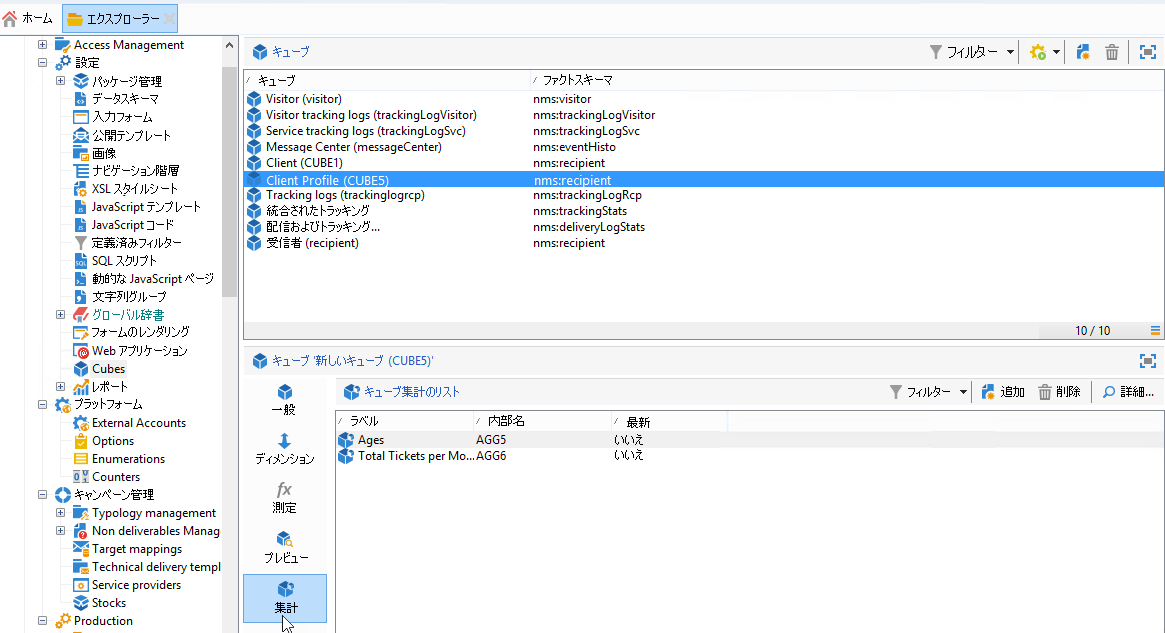 ホーム
エクスプローラー
Access Management
設定
パッケージ管理
データスキーマ
入力フォーム
公開テンプレート
画像
ナビゲーション階層
XSL スタイルシート
JavaScript テンプレート
JavaScript コード
定義済みフィルター
SQL スクリプト
動的な JavaScript ページ
文字列グループ
グローバル辞書
フォームのレンダリング
Web アプリケーション
Cubes
レポート
プラットフォーム
External Accounts
Options
Enumerations
Counters
キャンペーン管理
Typology management
Non deliverables Manag
Target mappings
Technical delivery templ
Service providers
Stocks
Production
キューブ
フィルター
キューブ ファクトスキーマ
Visitor (visitor) nms:visitor
Visitor tracking logs (trackingLogVisitor) nms:trackingLogVisitor
Service tracking logs (trackingLogSvc) nms:trackingLogSvc
Message Center (messageCenter) nms:eventHisto
Client (CUBE1) nms:recipient
Client Profile (CUBE5) nms:recipient
Tracking logs (trackinglogrcp) nms:trackingLogRcp
統合されたトラッキング nms:trackingStats
配信およびトラッキング... nms:deliveryLogStats
受信者 (recipient) nms:recipient
10 / 10
キューブ '新しいキューブ (CUBE5)'
一般
ディメンション
fx
測定
プレビュー
集計
キューブ集計のリスト
フィルター 追加 削除 詳細...
ラベル 内部名 最新
Ages AGG5 いいえ
Total Tickets per Mo... AGG6 いいえ